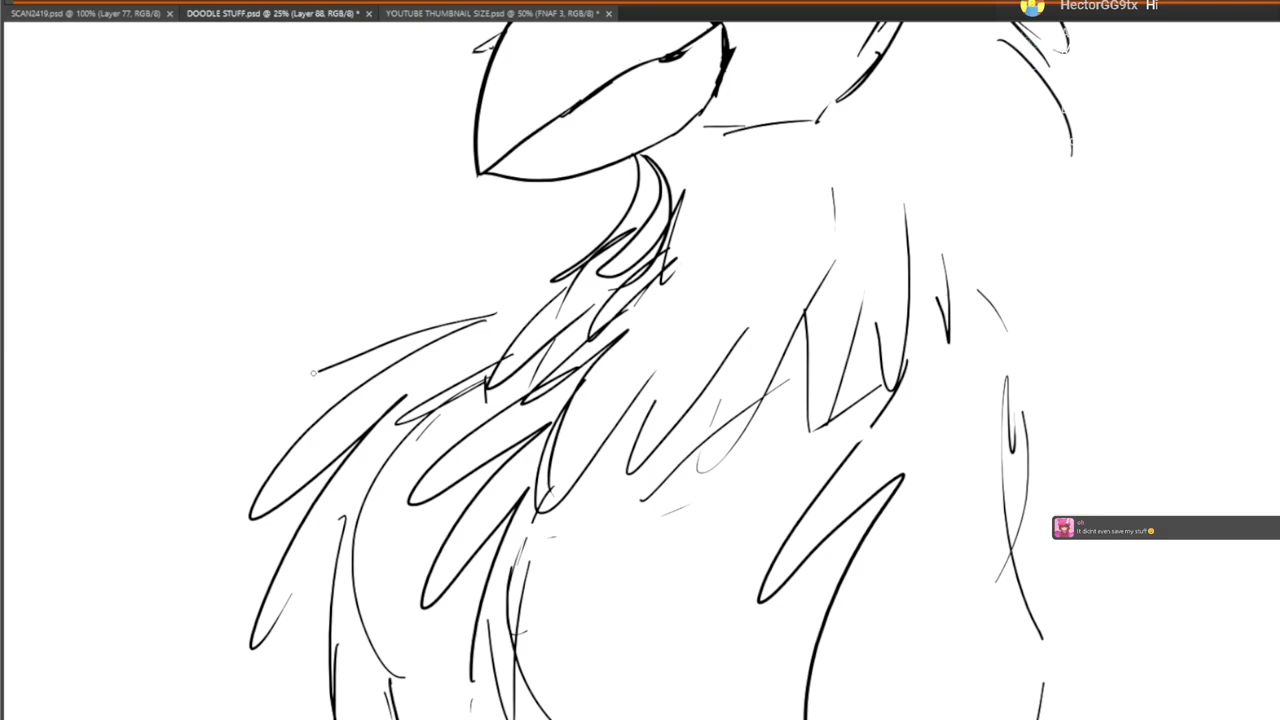 HectorGG9tx Hi
SCAN2419.psd @ 100% (Layer 77, RGB/8) × DOODLE STUFF.psd @ 25% (Layer 88, RGB/8) * × YOUTUBE THUMBNAIL SIZE.psd @ 50% (FNAF 3, RGB/8) * ×
It didnt even save my stuff